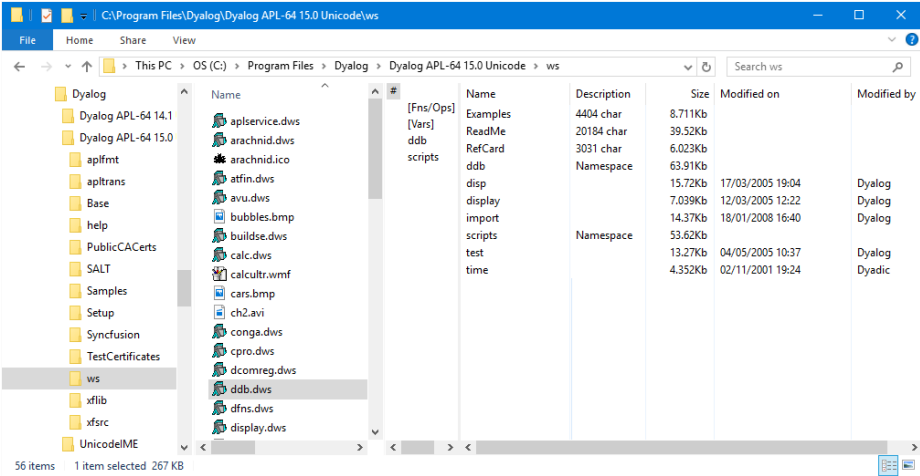 C:\Program Files\Dyalog\Dyalog APL-64 15.0 Unicode\ws
File Home Share View
This PC > OS (C:) > Program Files > Dyalog > Dyalog APL-64 15.0 Unicode > ws
Search ws
Dyalog
Dyalog APL-64 14.1
Dyalog APL-64 15.0
aplfmt
apltrans
Base
help
PublicCACerts
SALT
Samples
Setup
Syncfusion
TestCertificates
ws
xflib
xfsrc
UnicodeIME
Name
aplservice.dws
arachnid.dws
arachnid.ico
atfin.dws
avu.dws
bubbles.bmp
buildse.dws
calc.dws
calcultr.wmf
cars.bmp
ch2.avi
conga.dws
cpro.dws
dcomreg.dws
ddb.dws
dfns.dws
display.dws
#
[Fns/Ops]
[Vars]
ddb
scripts
Name Description Size Modified on Modified by
Examples 4404 char 8.711Kb
ReadMe 20184 char 39.52Kb
RefCard 3031 char 6.023Kb
ddb Namespace 63.91Kb
disp 15.72Kb 17/03/2005 19:04 Dyalog
display 7.039Kb 12/03/2005 12:22 Dyalog
import 14.37Kb 18/01/2008 16:40 Dyalog
scripts Namespace 53.62Kb
test 13.27Kb 04/05/2005 10:37 Dyalog
time 4.352Kb 02/11/2001 19:24 Dyadic
56 items 1 item selected 267 KB